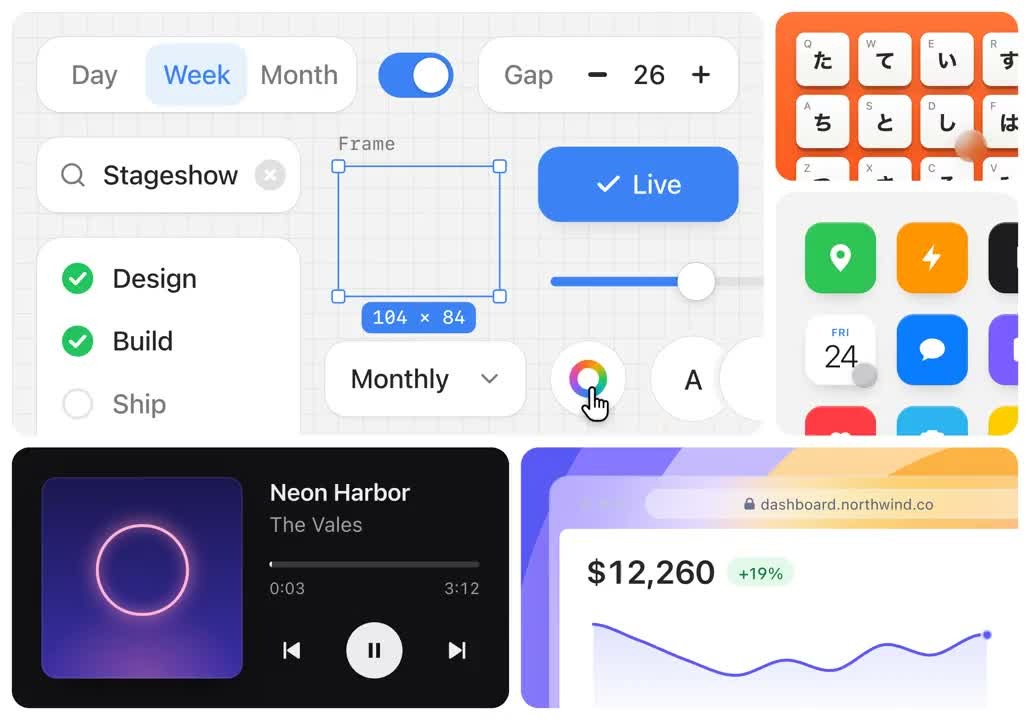 Day Week Month
Gap − 26 +
Stageshow
Frame
Live
104 × 84
Design
Build
Ship
Monthly
A
Q た W て E い R す
A ち S と D し F は
Z X C V
FRI
24
Neon Harbor
The Vales
0:03 3:12
dashboard.northwind.co
$12,260 +19%